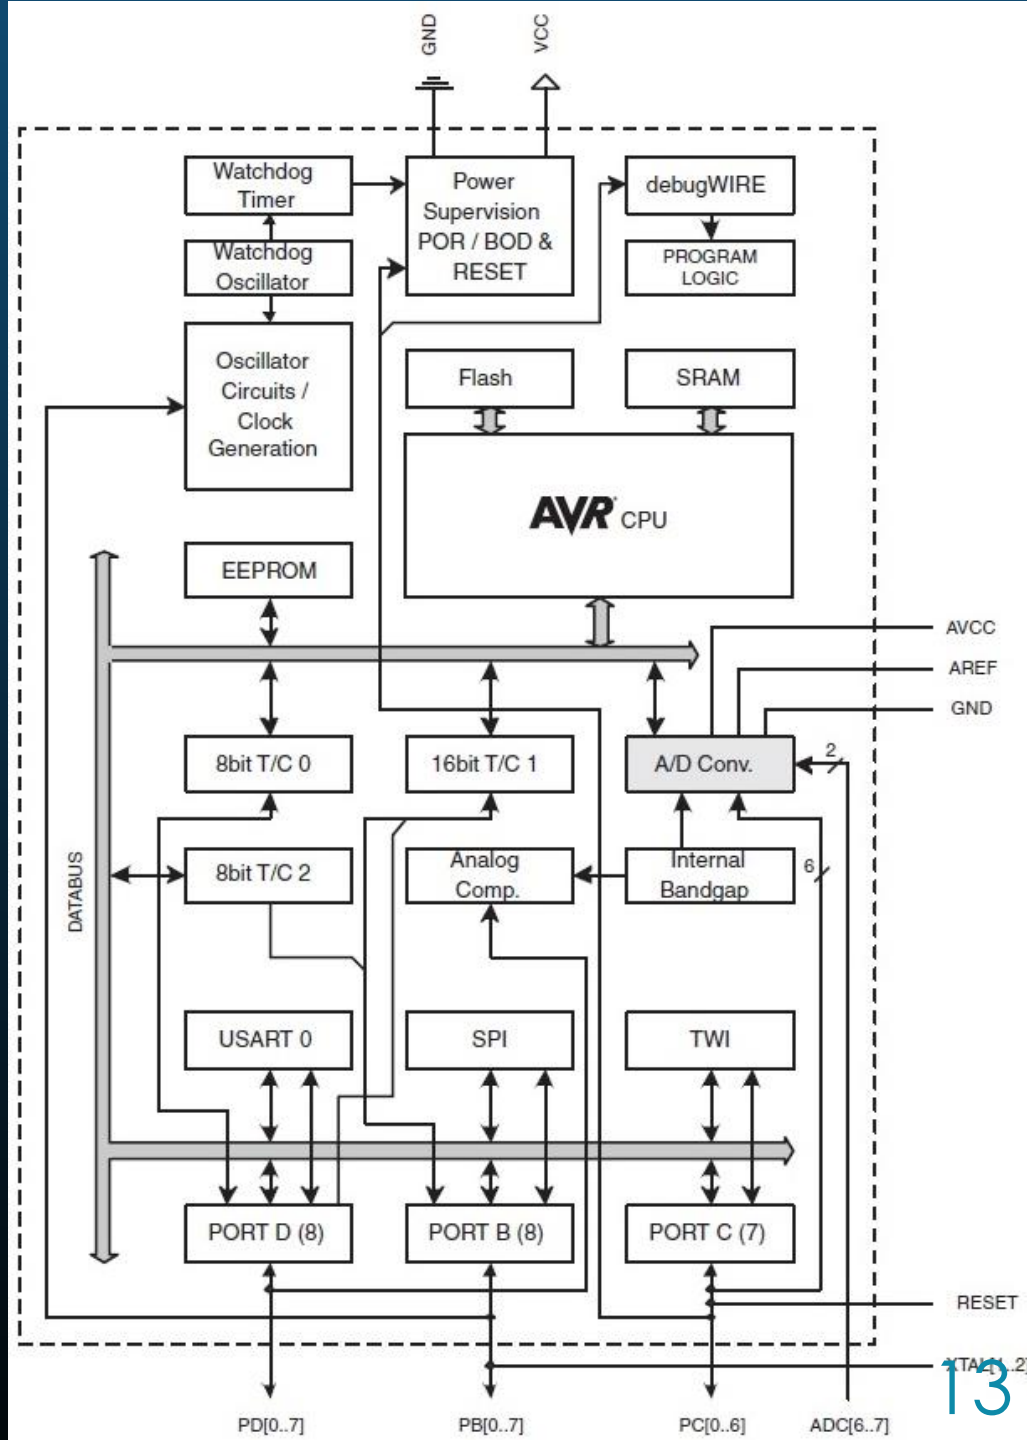 GND
VCC
Watchdog
Timer
Power
Supervision
POR / BOD &
RESET
debugWIRE
Watchdog
Oscillator
PROGRAM
LOGIC
Oscillator
Circuits /
Clock
Generation
Flash
SRAM
AVR CPU
EEPROM
AVCC
AREF
GND
8bit T/C 0
16bit T/C 1
A/D Conv.
2
DATABUS
8bit T/C 2
Analog
Comp.
Internal
Bandgap
6
USART 0
SPI
TWI
PORT D (8)
PORT B (8)
PORT C (7)
RESET
XTAL[1..2]
13
PD[0..7]
PB[0..7]
PC[0..6]
ADC[6..7]